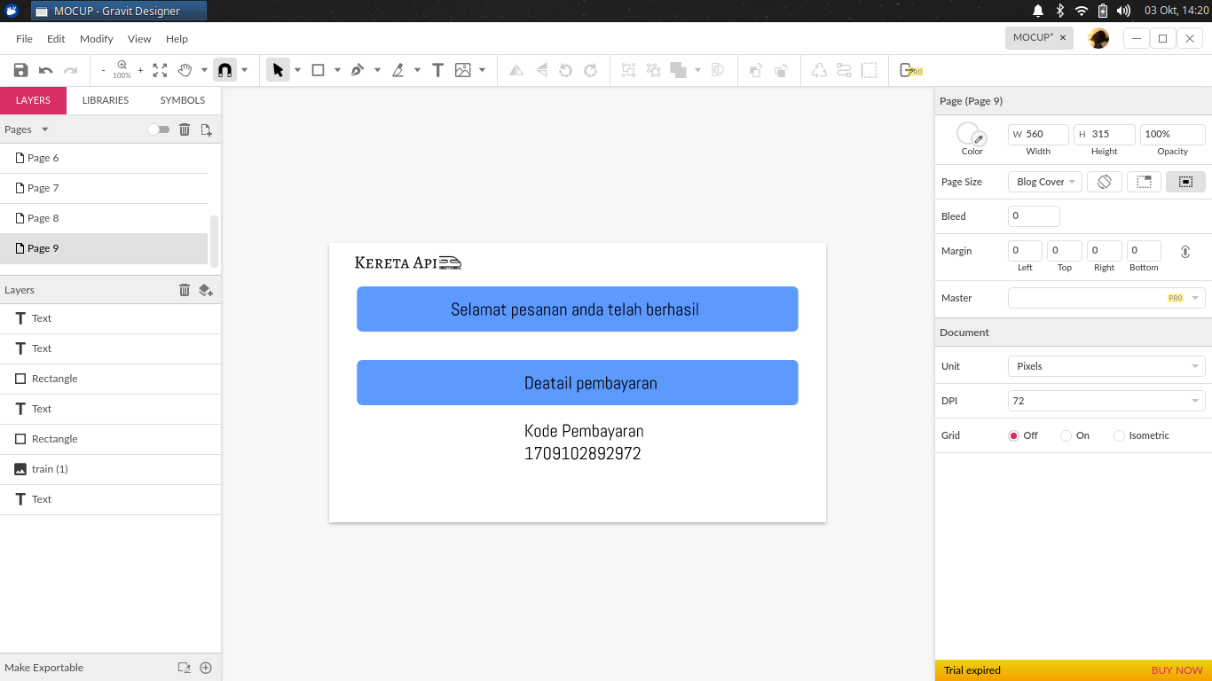 MOCUP - Gravit Designer
03 Okt, 14:20
File Edit Modify View Help
MOCUP* ×
- 100% +
PRO
LAYERS LIBRARIES SYMBOLS
Pages
Page 6
Page 7
Page 8
Page 9
Layers
Text
Text
Rectangle
Text
Rectangle
train (1)
Text
Make Exportable
Kereta Api
Selamat pesanan anda telah berhasil
Deatail pembayaran
Kode Pembayaran
1709102892972
Page (Page 9)
W 560 H 315 100%
Color Width Height Opacity
Page Size Blog Cover
Bleed 0
Margin 0 0 0 0
Left Top Right Bottom
Master PRO
Document
Unit Pixels
DPI 72
Grid Off On Isometric
Trial expired BUY NOW